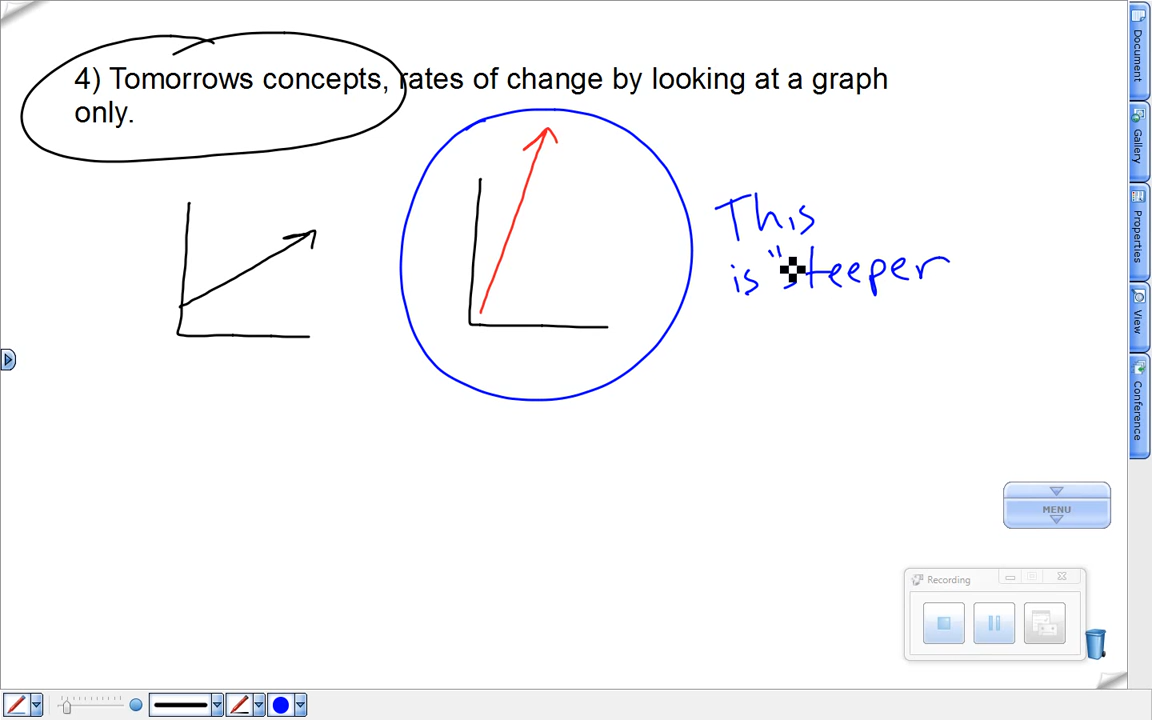 4) Tomorrows concepts, rates of change by looking at a graph
only.
This
is "steeper
Document
Gallery
Properties
View
Conference
MENU
Recording